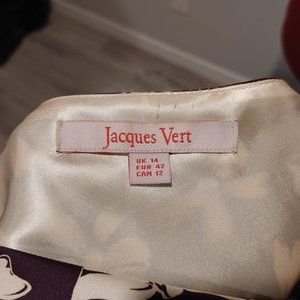 Jacques Vert
UK 14
EUR 42
CAN 12